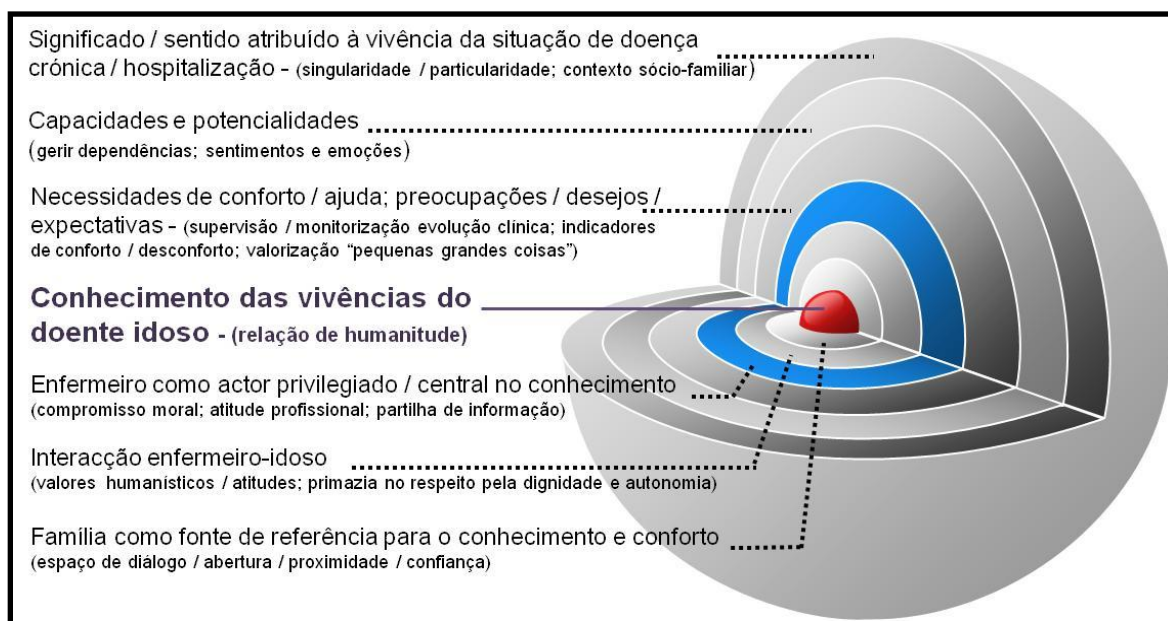 Significado / sentido atribuído à vivência da situação de doença
crónica / hospitalização - (singularidade / particularidade; contexto sócio-familiar)
Capacidades e potencialidades
(gerir dependências; sentimentos e emoções)
Necessidades de conforto / ajuda; preocupações / desejos /
expectativas - (supervisão / monitorização evolução clínica; indicadores
de conforto / desconforto; valorização “pequenas grandes coisas”)
Conhecimento das vivências do
doente idoso - (relação de humanitude)
Enfermeiro como actor privilegiado / central no conhecimento
(compromisso moral; atitude profissional; partilha de informação)
Interacção enfermeiro-idoso
(valores humanísticos / atitudes; primazia no respeito pela dignidade e autonomia)
Família como fonte de referência para o conhecimento e conforto
(espaço de diálogo / abertura / proximidade / confiança)